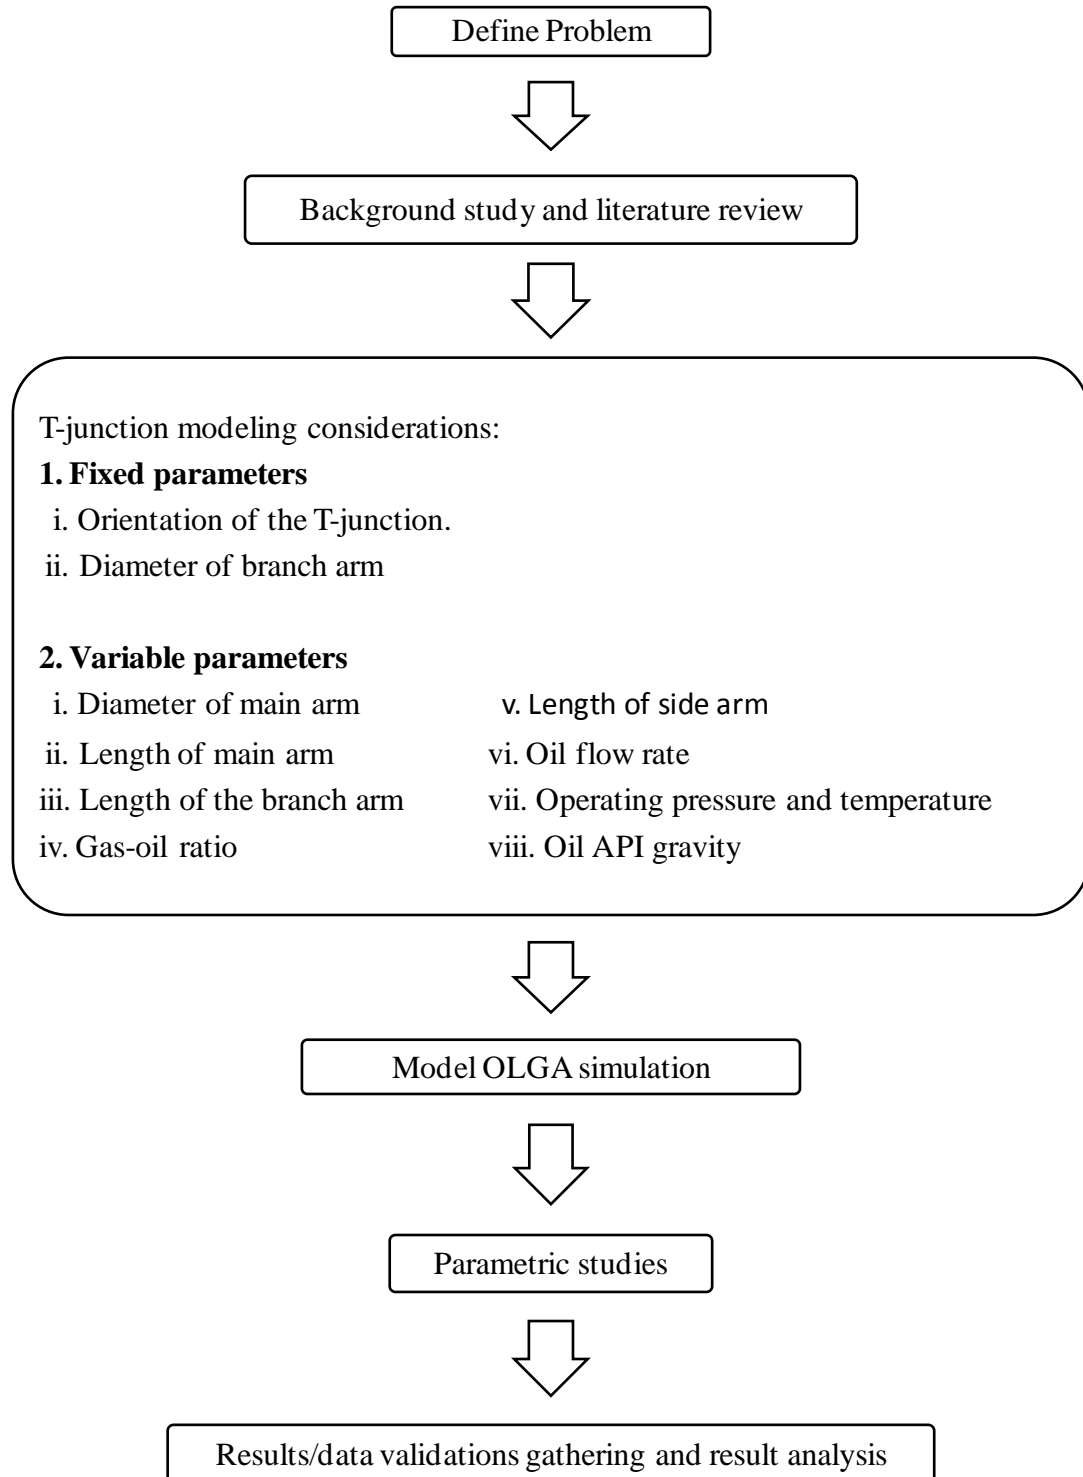 Define Problem
Background study and literature review
T-junction modeling considerations:
1. Fixed parameters
i. Orientation of the T-junction.
ii. Diameter of branch arm
2. Variable parameters
i. Diameter of main arm
ii. Length of main arm
iii. Length of the branch arm
iv. Gas-oil ratio
v. Length of side arm
vi. Oil flow rate
vii. Operating pressure and temperature
viii. Oil API gravity
Model OLGA simulation
Parametric studies
Results/data validations gathering and result analysis